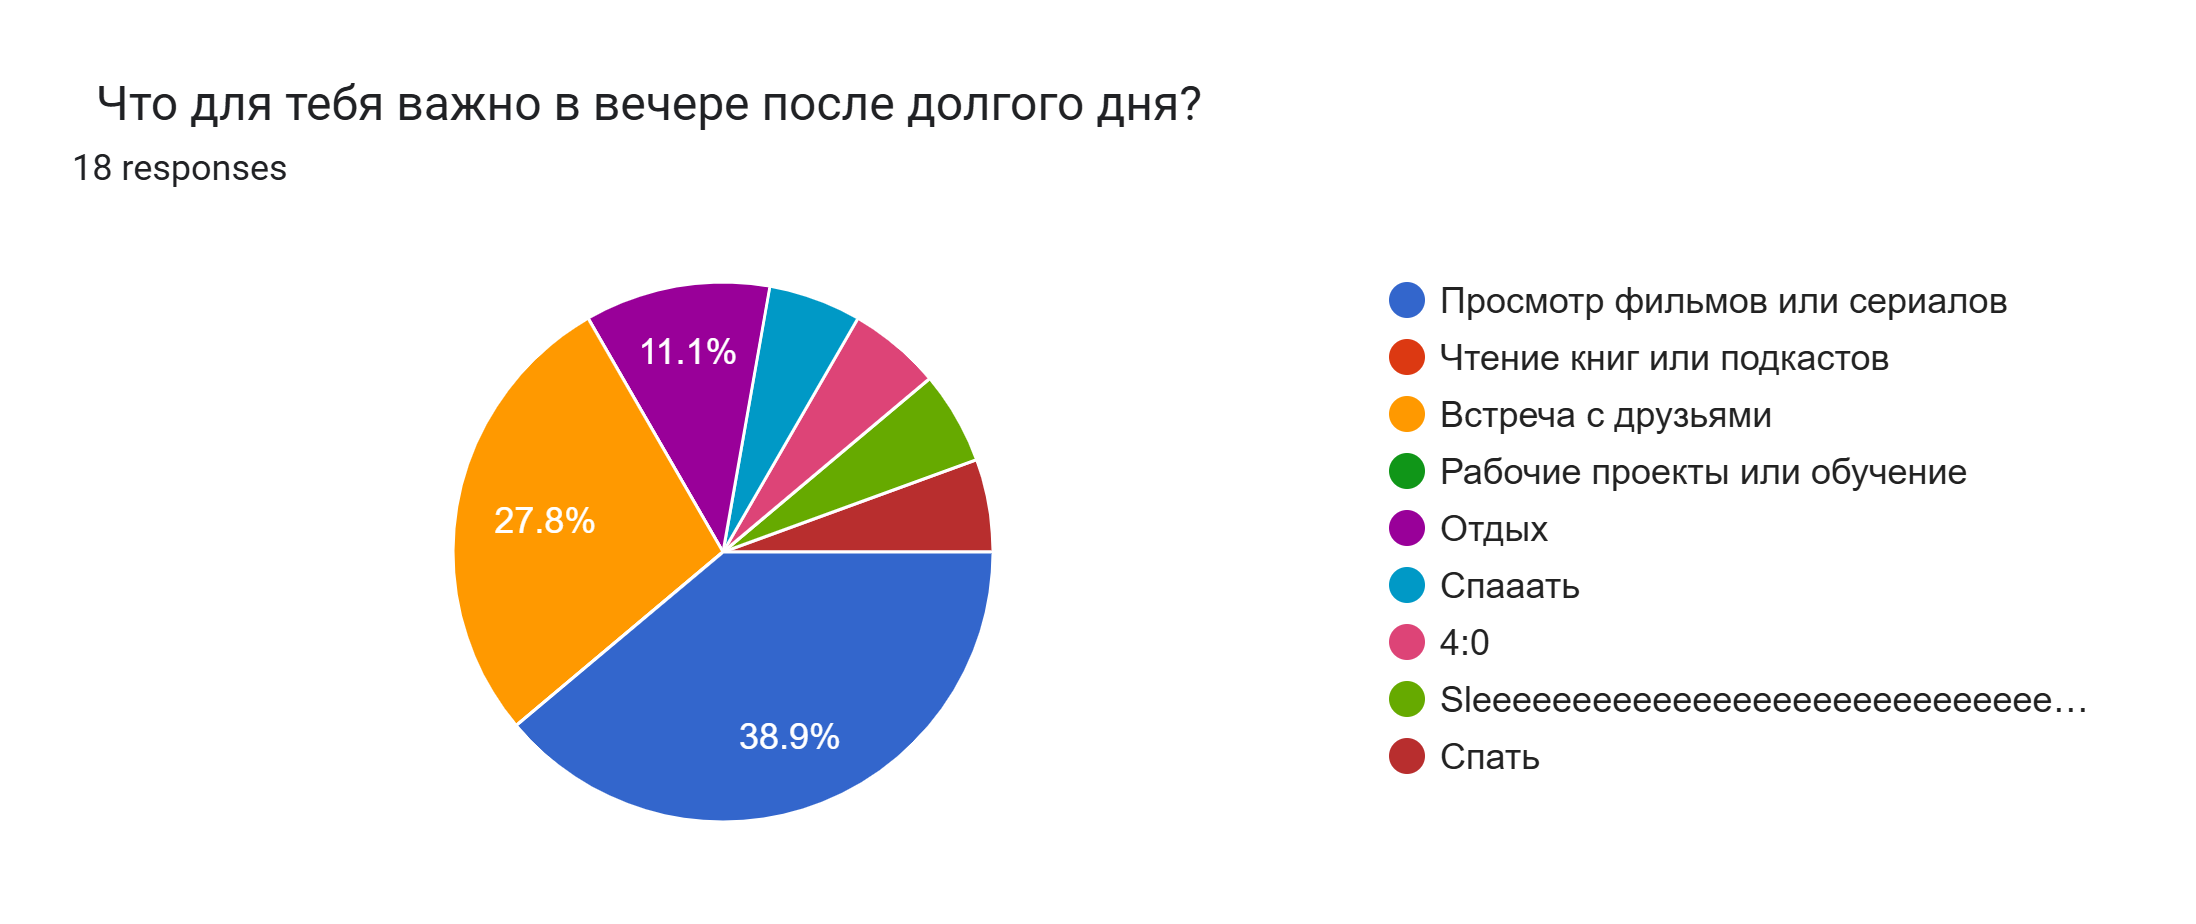 Что для тебя важно в вечере после долгого дня?
18 responses
11.1%
27.8%
38.9%
Просмотр фильмов или сериалов
Чтение книг или подкастов
Встреча с друзьями
Рабочие проекты или обучение
Отдых
Спааать
4:0
Sleeeeeeeeeeeeeeeeeeeeeeeeeeeee…
Спать